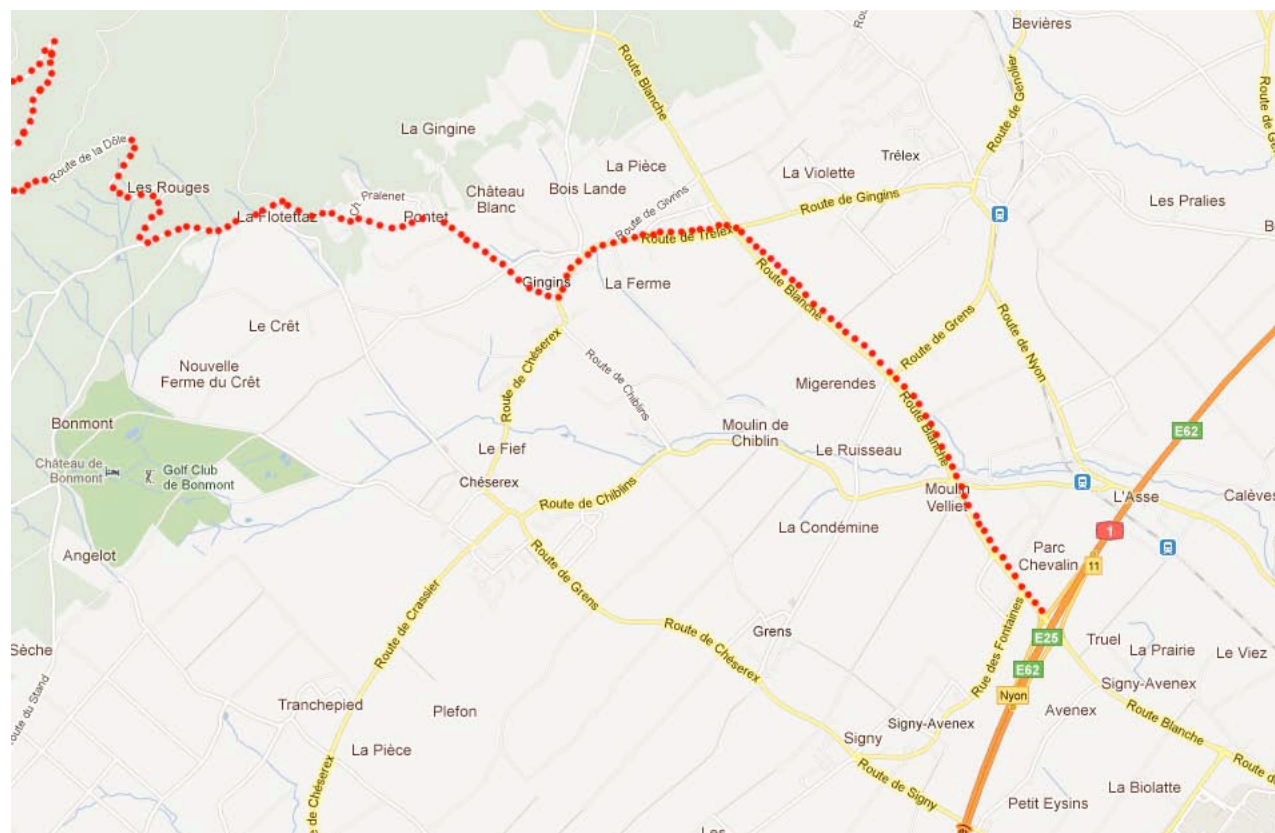 Bevières
Route Blanche
Route de Genolier
La Gingine
Route de la Dôle
La Pièce
La Violette
Trélex
Les Rouges
Château
Blanc
Bois Lande
Ch. Pralenet
Route de Givrins
Route de Gingins
Les Pralies
La Flotettaz
Pontet
Route de Trélex
Gingins
La Ferme
Route Blanche
Le Crêt
Route de Grens
Route de Nyon
Nouvelle
Ferme du Crêt
Route de Chéserex
Route de Chiblins
Migerendes
Bonmont
Moulin de
Chiblin
Route Blanche
E62
Le Fief
Le Ruisseau
Château de
Bonmont
Golf Club
de Bonmont
Chéserex
Moulin
Vellier
L'Asse
Calèves
Route de Chiblins
La Condémine
1
Angelot
Parc
Chevalin
11
Route de Grens
Route de Crassier
Grens
Route de Chéserex
Rue des Fontaines
E25
Truel
La Prairie
Le Viez
Sèche
E62
Signy-Avenex
Route du Stand
Tranchepied
Plefon
Nyon
Avenex
Signy-Avenex
Route Blanche
La Pièce
Signy
Route de Signy
La Biolatte
Petit Eysins
de Chéserex
Les